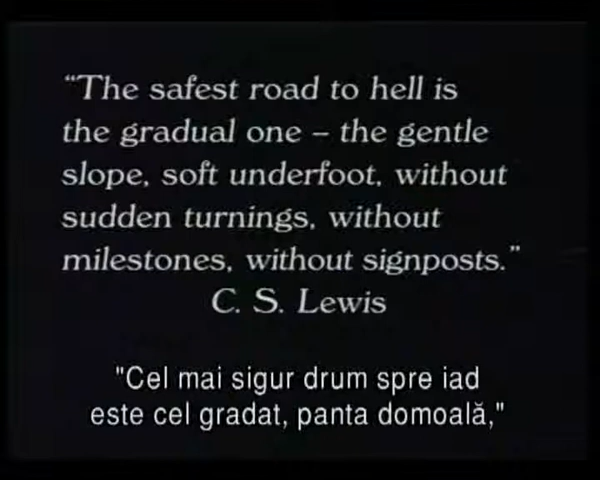 “The safest road to hell is
the gradual one – the gentle
slope, soft underfoot, without
sudden turnings, without
milestones, without signposts.”
C. S. Lewis
"Cel mai sigur drum spre iad
este cel gradat, panta domoală,"